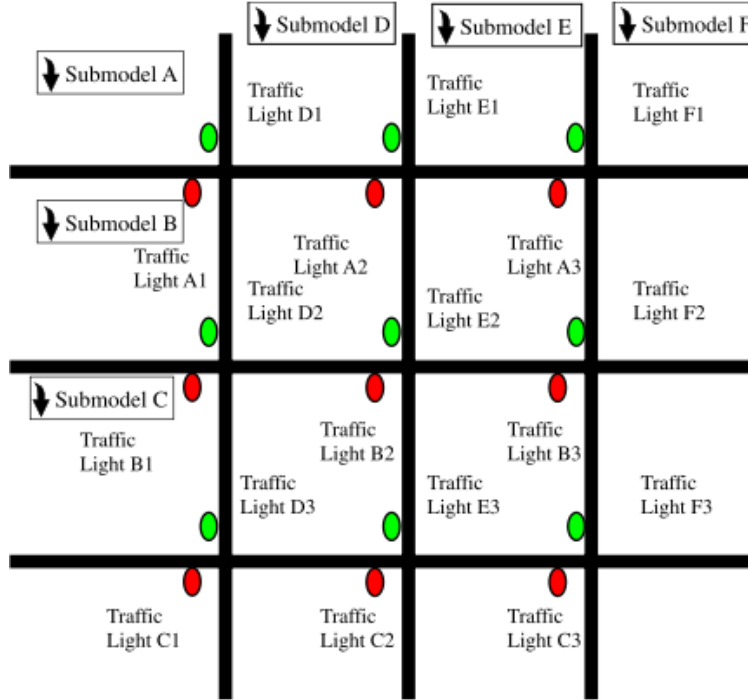 Submodel D
Submodel E
Submodel F
Submodel A
Traffic
Light D1
Traffic
Light E1
Traffic
Light F1
Submodel B
Traffic
Light A1
Traffic
Light A2
Traffic
Light A3
Traffic
Light D2
Traffic
Light E2
Traffic
Light F2
Submodel C
Traffic
Light B1
Traffic
Light B2
Traffic
Light B3
Traffic
Light D3
Traffic
Light E3
Traffic
Light F3
Traffic
Light C1
Traffic
Light C2
Traffic
Light C3